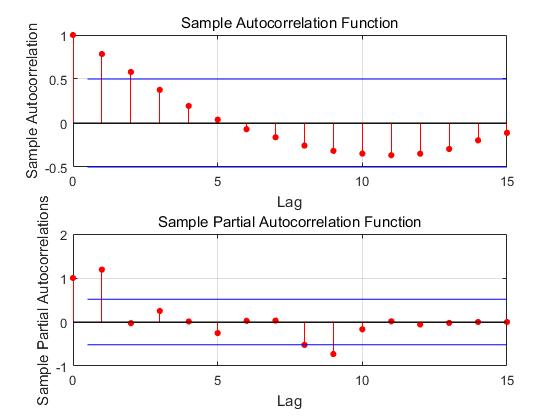 Sample Autocorrelation Function
Sample Autocorrelation
1
0.5
0
-0.5
0 5 10 15
Lag
Sample Partial Autocorrelation Function
Sample Partial Autocorrelations
2
1
0
-1
0 5 10 15
Lag